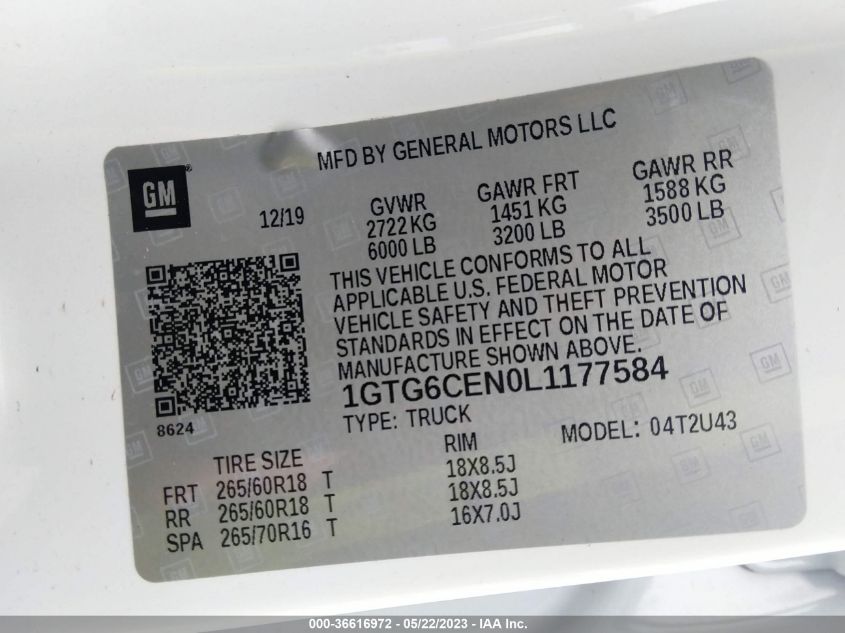 MFD BY GENERAL MOTORS LLC
GM
®
12/19
GVWR
2722 KG
6000 LB
GAWR FRT
1451 KG
3200 LB
GAWR RR
1588 KG
3500 LB
THIS VEHICLE CONFORMS TO ALL
APPLICABLE U.S. FEDERAL MOTOR
VEHICLE SAFETY AND THEFT PREVENTION
STANDARDS IN EFFECT ON THE DATE OF
MANUFACTURE SHOWN ABOVE.
1GTG6CEN0L1177584
8624
TYPE: TRUCK
MODEL: 04T2U43
TIRE SIZE RIM
FRT 265/60R18 T 18X8.5J
RR 265/60R18 T 18X8.5J
SPA 265/70R16 T 16X7.0J
000-36616972 - 05/22/2023 - IAA Inc.